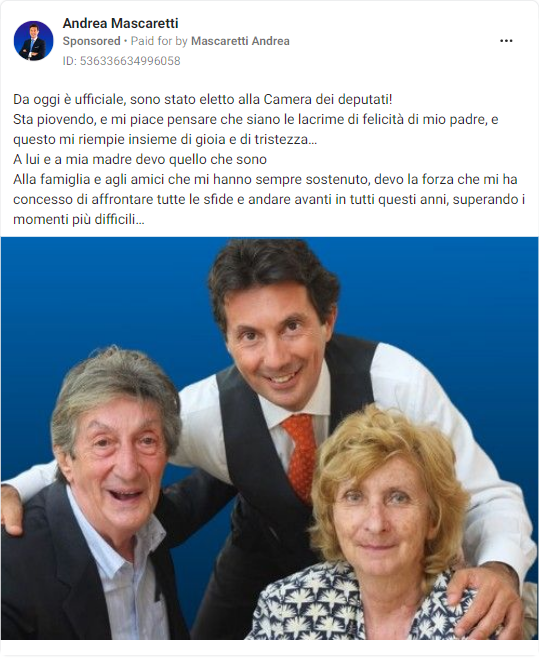 Andrea Mascaretti
Sponsored • Paid for by Mascaretti Andrea
ID: 536336634996058
Da oggi è ufficiale, sono stato eletto alla Camera dei deputati!
Sta piovendo, e mi piace pensare che siano le lacrime di felicità di mio padre, e
questo mi riempie insieme di gioia e di tristezza…
A lui e a mia madre devo quello che sono
Alla famiglia e agli amici che mi hanno sempre sostenuto, devo la forza che mi ha
concesso di affrontare tutte le sfide e andare avanti in tutti questi anni, superando i
momenti più difficili…